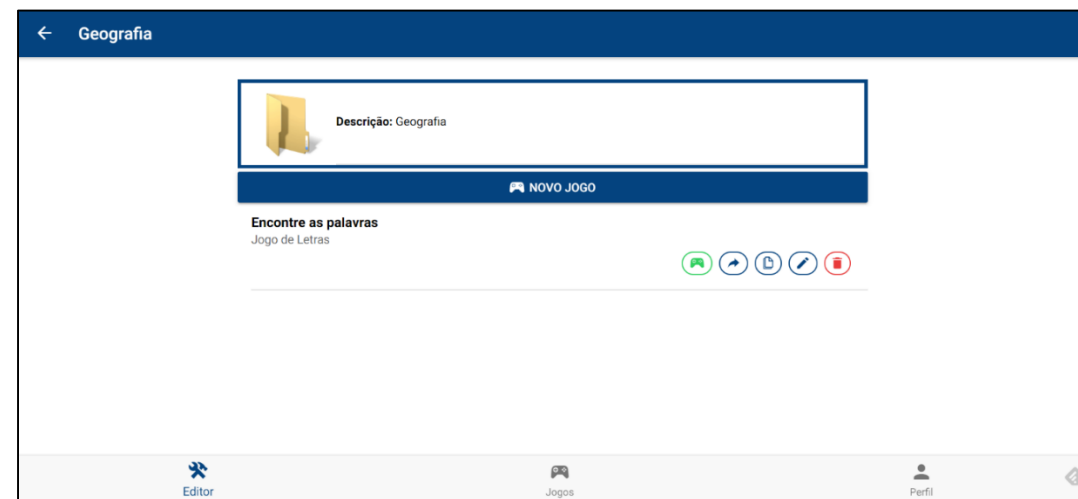 Geografia
Descrição: Geografia
NOVO JOGO
Encontre as palavras
Jogo de Letras
Editor
Jogos
Perfil